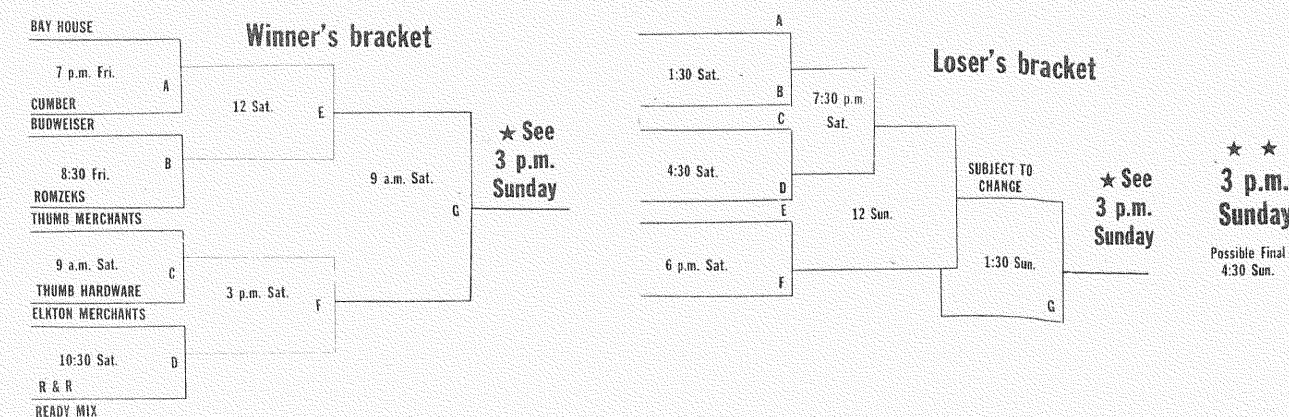 BAY HOUSE
Winner's bracket
7 p.m. Fri.
A
CUMBER
BUDWEISER
12 Sat.
E
8:30 Fri.
B
ROMZEKS
THUMB MERCHANTS
9 a.m. Sat.
G
★ See
3 p.m.
Sunday
9 a.m. Sat.
C
THUMB HARDWARE
ELKTON MERCHANTS
3 p.m. Sat.
F
10:30 Sat.
D
R & R
READY MIX
Loser's bracket
A
1:30 Sat.
B
C
7:30 p.m.
Sat.
4:30 Sat.
D
E
12 Sun.
6 p.m. Sat.
F
SUBJECT TO
CHANGE
1:30 Sun.
G
★ See
3 p.m.
Sunday
★ ★
3 p.m.
Sunday
Possible Final
4:30 Sun.